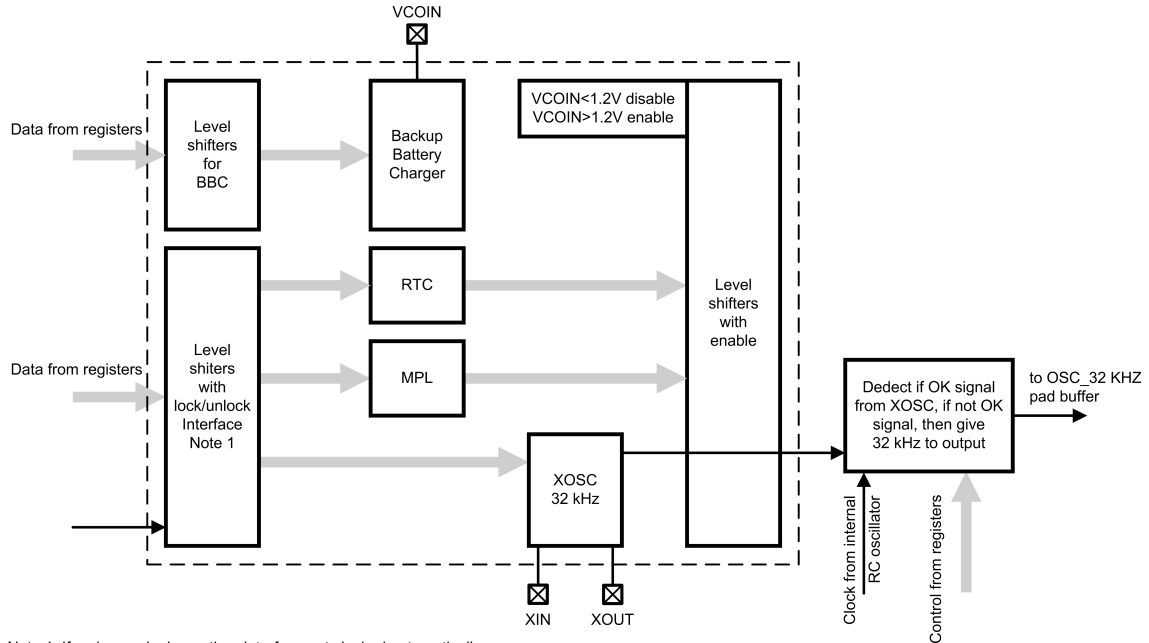 VCOIN
Data from registers
Level
shifters
for
BBC
Backup
Battery
Charger
VCOIN<1.2V disable
VCOIN>1.2V enable
RTC
Level
shifters
with
enable
Data from registers
Level
shiters
with
lock/unlock
Interface
Note 1
MPL
Dedect if OK signal
from XOSC, if not OK
signal, then give
32 kHz to output
to OSC_32 KHZ
pad buffer
XOSC
32 kHz
Clock from internal
RC oscillator
Control from registers
XIN
XOUT